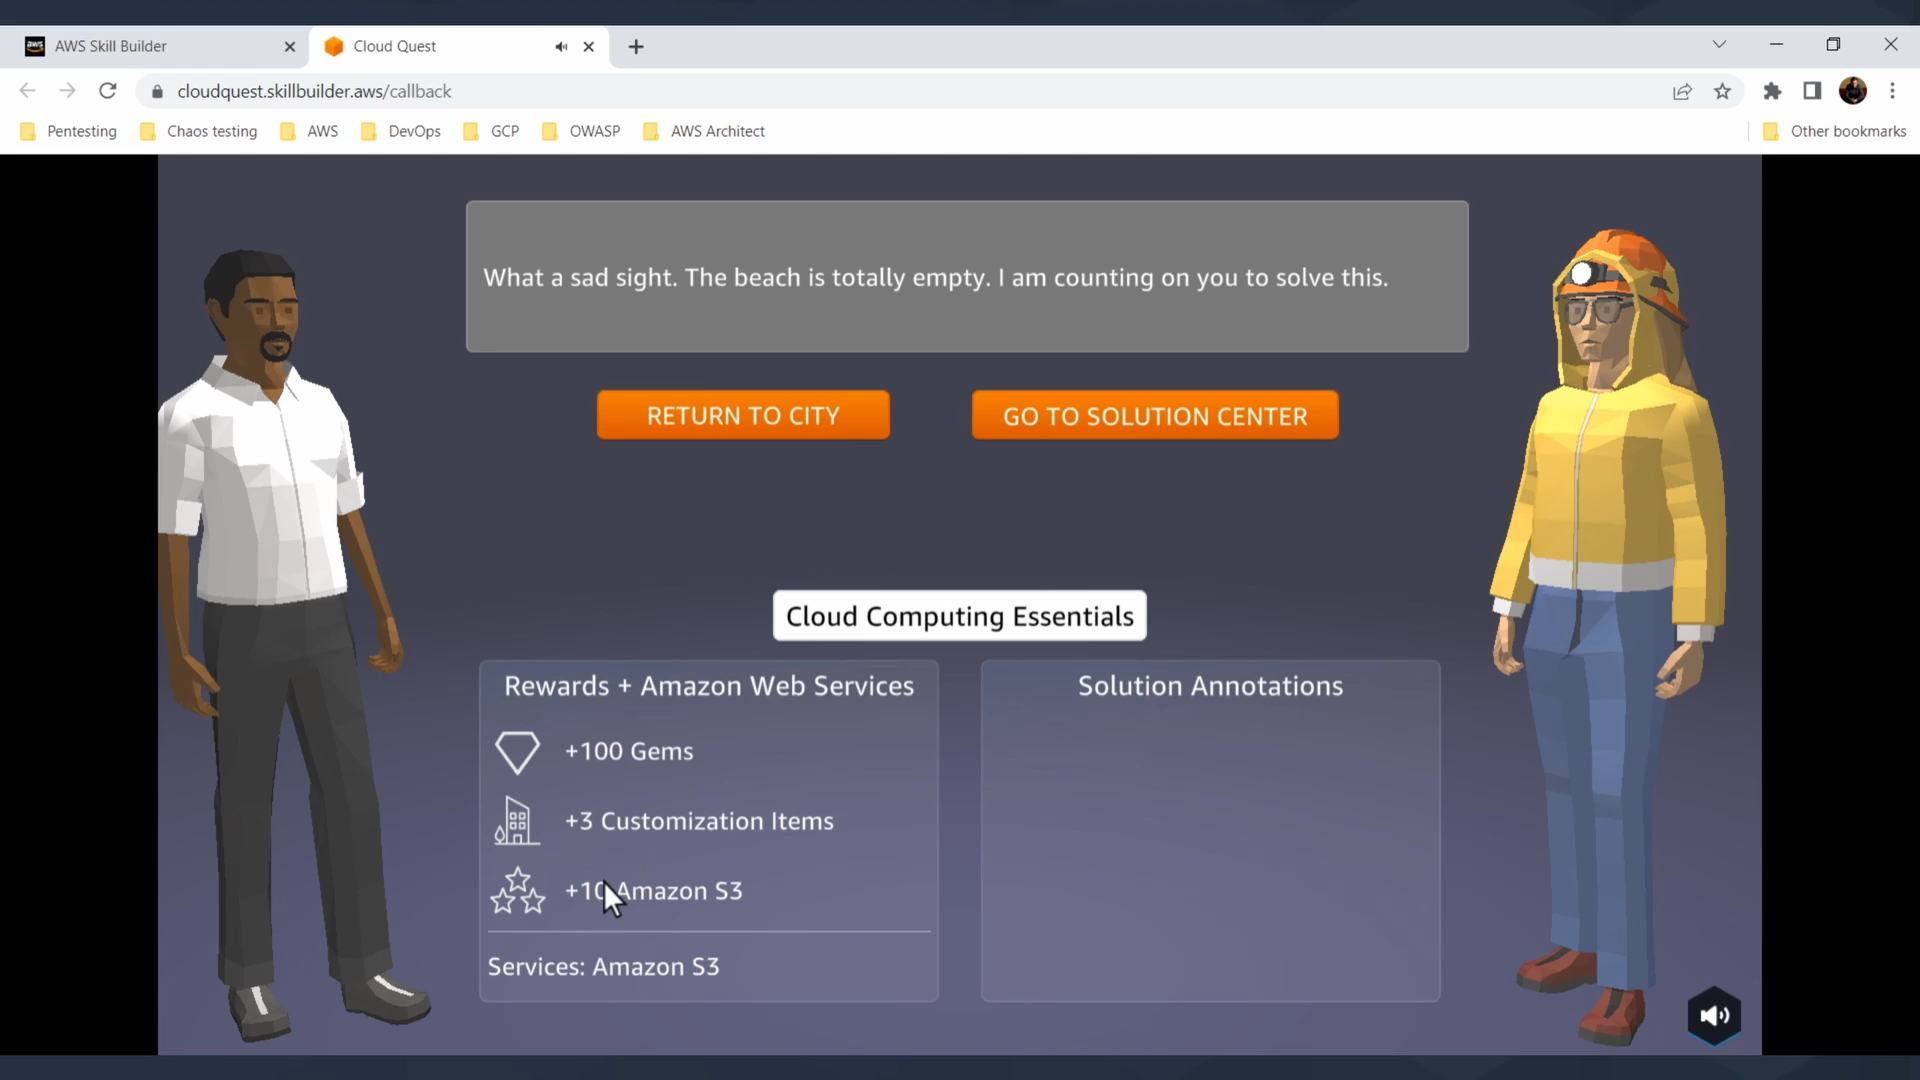 aws
AWS Skill Builder
Cloud Quest
cloudquest.skillbuilder.aws/callback
Pentesting
Chaos testing
AWS
DevOps
GCP
OWASP
AWS Architect
Other bookmarks
What a sad sight. The beach is totally empty. I am counting on you to solve this.
RETURN TO CITY
GO TO SOLUTION CENTER
Cloud Computing Essentials
Rewards + Amazon Web Services
+100 Gems
+3 Customization Items
+10 Amazon S3
Services: Amazon S3
Solution Annotations